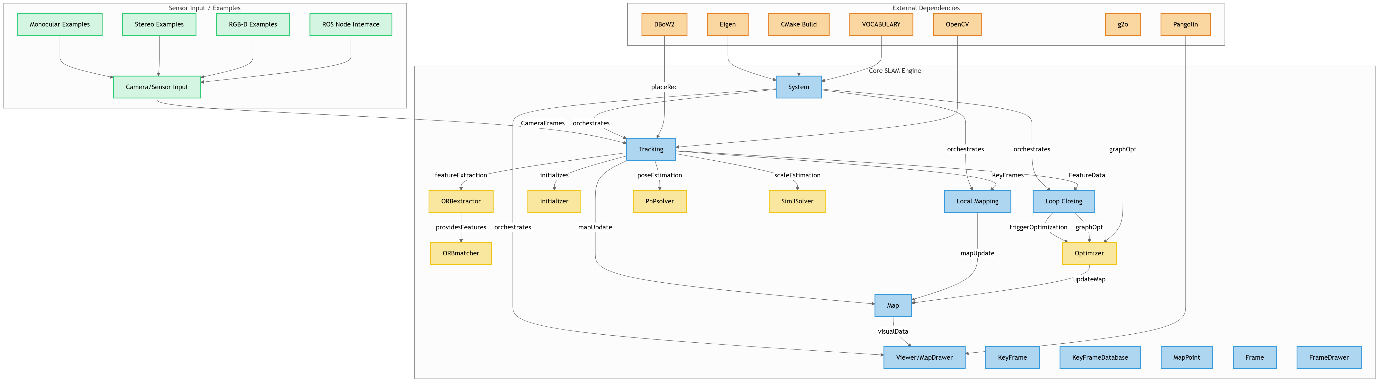 Sensor Input / Examples
External Dependencies
Monocular Examples
Stereo Examples
RGB-D Examples
ROS Node Interface
DBoW2
Eigen
CMake Build
VOCABULARY
OpenCV
g2o
Pangolin
Core SLAM Engine
Camera/Sensor Input
System
placeRec
CameraFrames
orchestrates
Tracking
orchestrates
orchestrates
graphOpt
featureExtraction
initializes
poseEstimation
scaleEstimation
KeyFrames
FeatureData
ORBextractor
Initializer
PnPsolver
Sim3Solver
Local Mapping
Loop Closing
providesFeatures
orchestrates
mapUpdate
triggerOptimization
graphOpt
ORBmatcher
mapUpdate
Optimizer
updateMap
Map
visualData
Viewer/MapDrawer
KeyFrame
KeyFrameDatabase
MapPoint
Frame
FrameDrawer